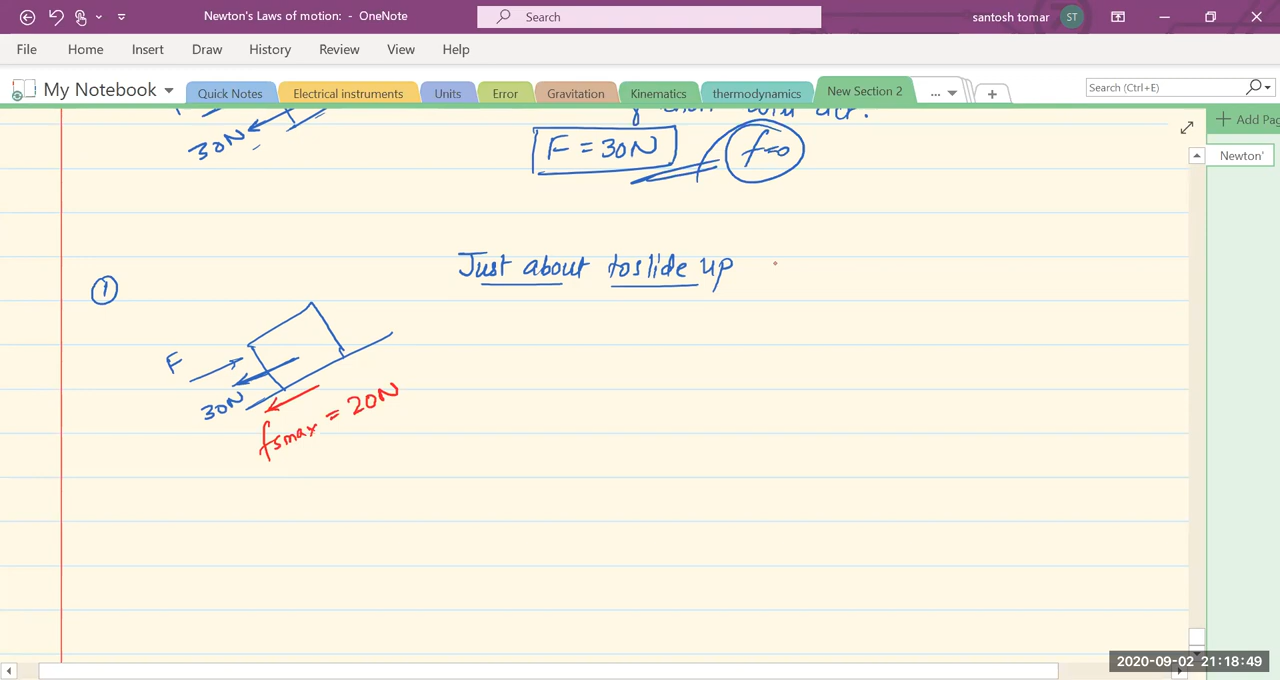 Newton's Laws of motion: - OneNote
Search
santosh tomar
ST
File Home Insert Draw History Review View Help
My Notebook
Quick Notes
Electrical instruments
Units
Error
Gravitation
Kinematics
thermodynamics
New Section 2
...
Search (Ctrl+E)
Add Pag
Newton'
will act.
30N
F = 30N
f=0
Just about to slide up
1
F
30N
fsmax = 20N
2020-09-02 21:18:49